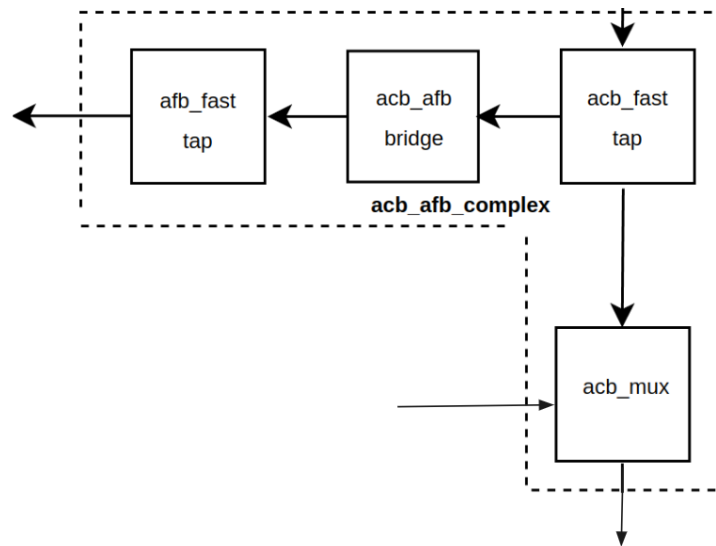 afb_fast
tap
acb_afb
bridge
acb_fast
tap
acb_afb_complex
acb_mux